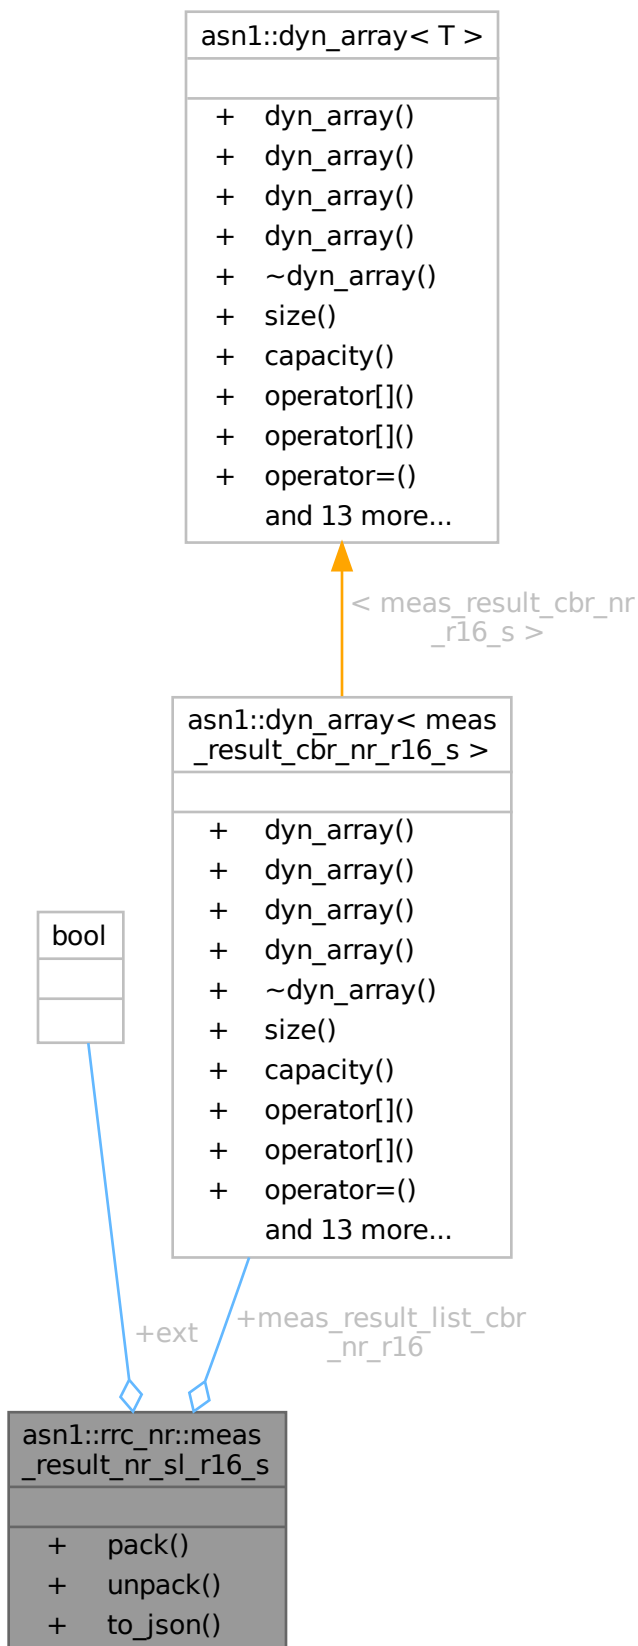 asn1::dyn_array< T >
+ dyn_array()
+ dyn_array()
+ dyn_array()
+ dyn_array()
+ ~dyn_array()
+ size()
+ capacity()
+ operator[]()
+ operator[]()
+ operator=()
and 13 more...
< meas_result_cbr_nr
_r16_s >
asn1::dyn_array< meas
_result_cbr_nr_r16_s >
+ dyn_array()
+ dyn_array()
+ dyn_array()
+ dyn_array()
+ ~dyn_array()
+ size()
+ capacity()
+ operator[]()
+ operator[]()
+ operator=()
and 13 more...
bool
+ext
+meas_result_list_cbr
_nr_r16
asn1::rrc_nr::meas
_result_nr_sl_r16_s
+ pack()
+ unpack()
+ to_json()